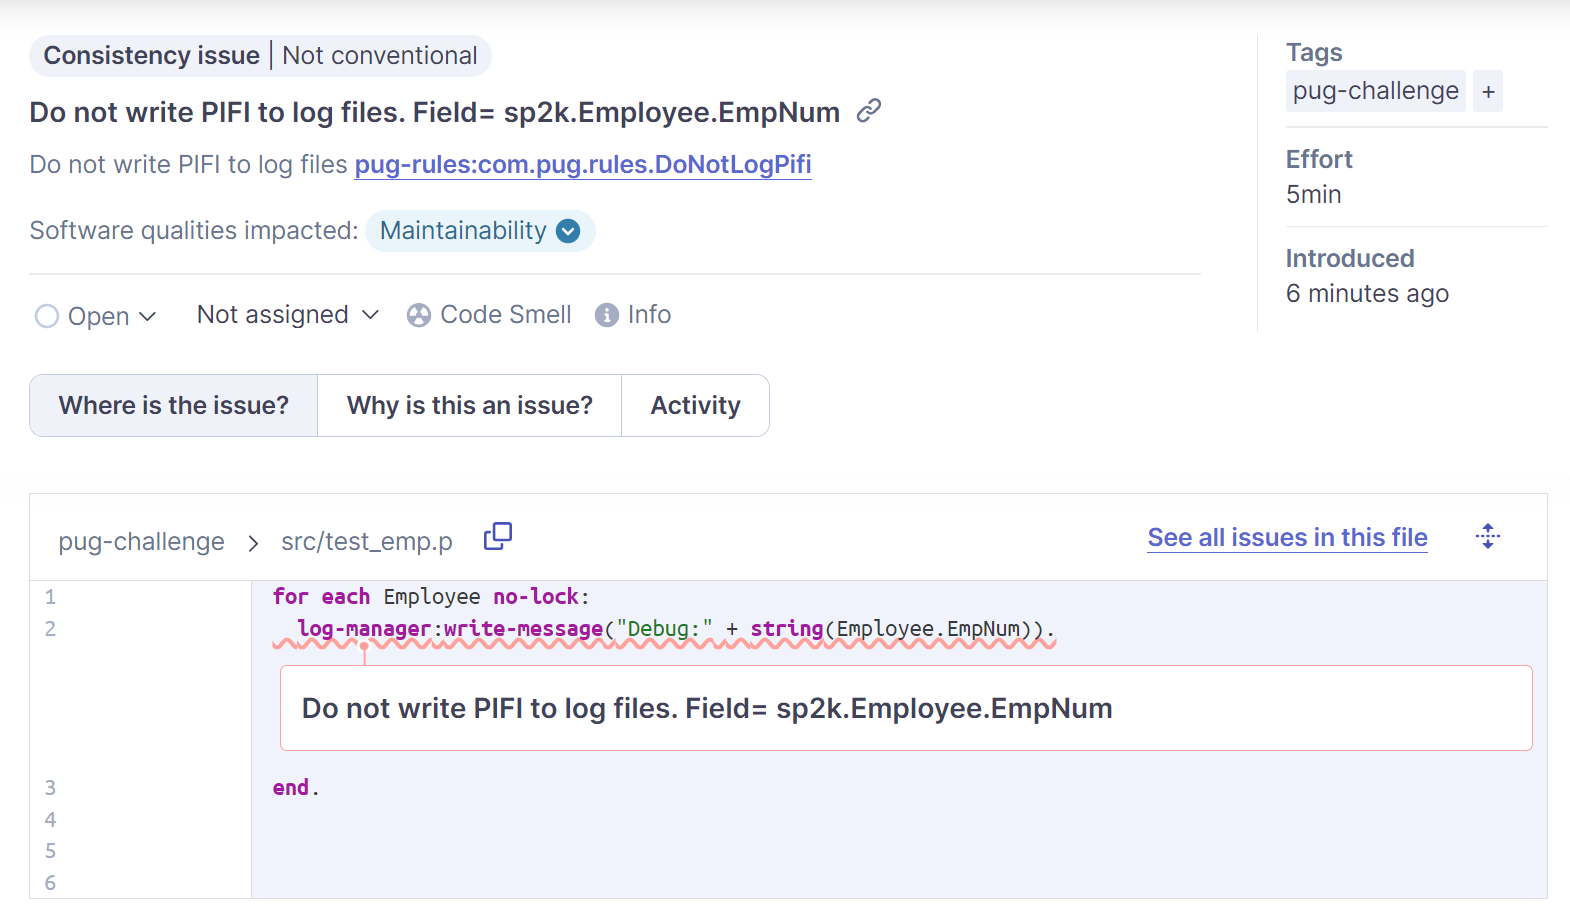 Consistency issue | Not conventional
Do not write PIFI to log files. Field= sp2k.Employee.EmpNum
Do not write PIFI to log files pug-rules:com.pug.rules.DoNotLogPifi
Software qualities impacted: Maintainability
Open Not assigned Code Smell Info
Tags
pug-challenge +
Effort
5min
Introduced
6 minutes ago
Where is the issue? Why is this an issue? Activity
pug-challenge > src/test_emp.p See all issues in this file
1 for each Employee no-lock:
2 log-manager:write-message("Debug:" + string(Employee.EmpNum)).
Do not write PIFI to log files. Field= sp2k.Employee.EmpNum
3 end.
4
5
6